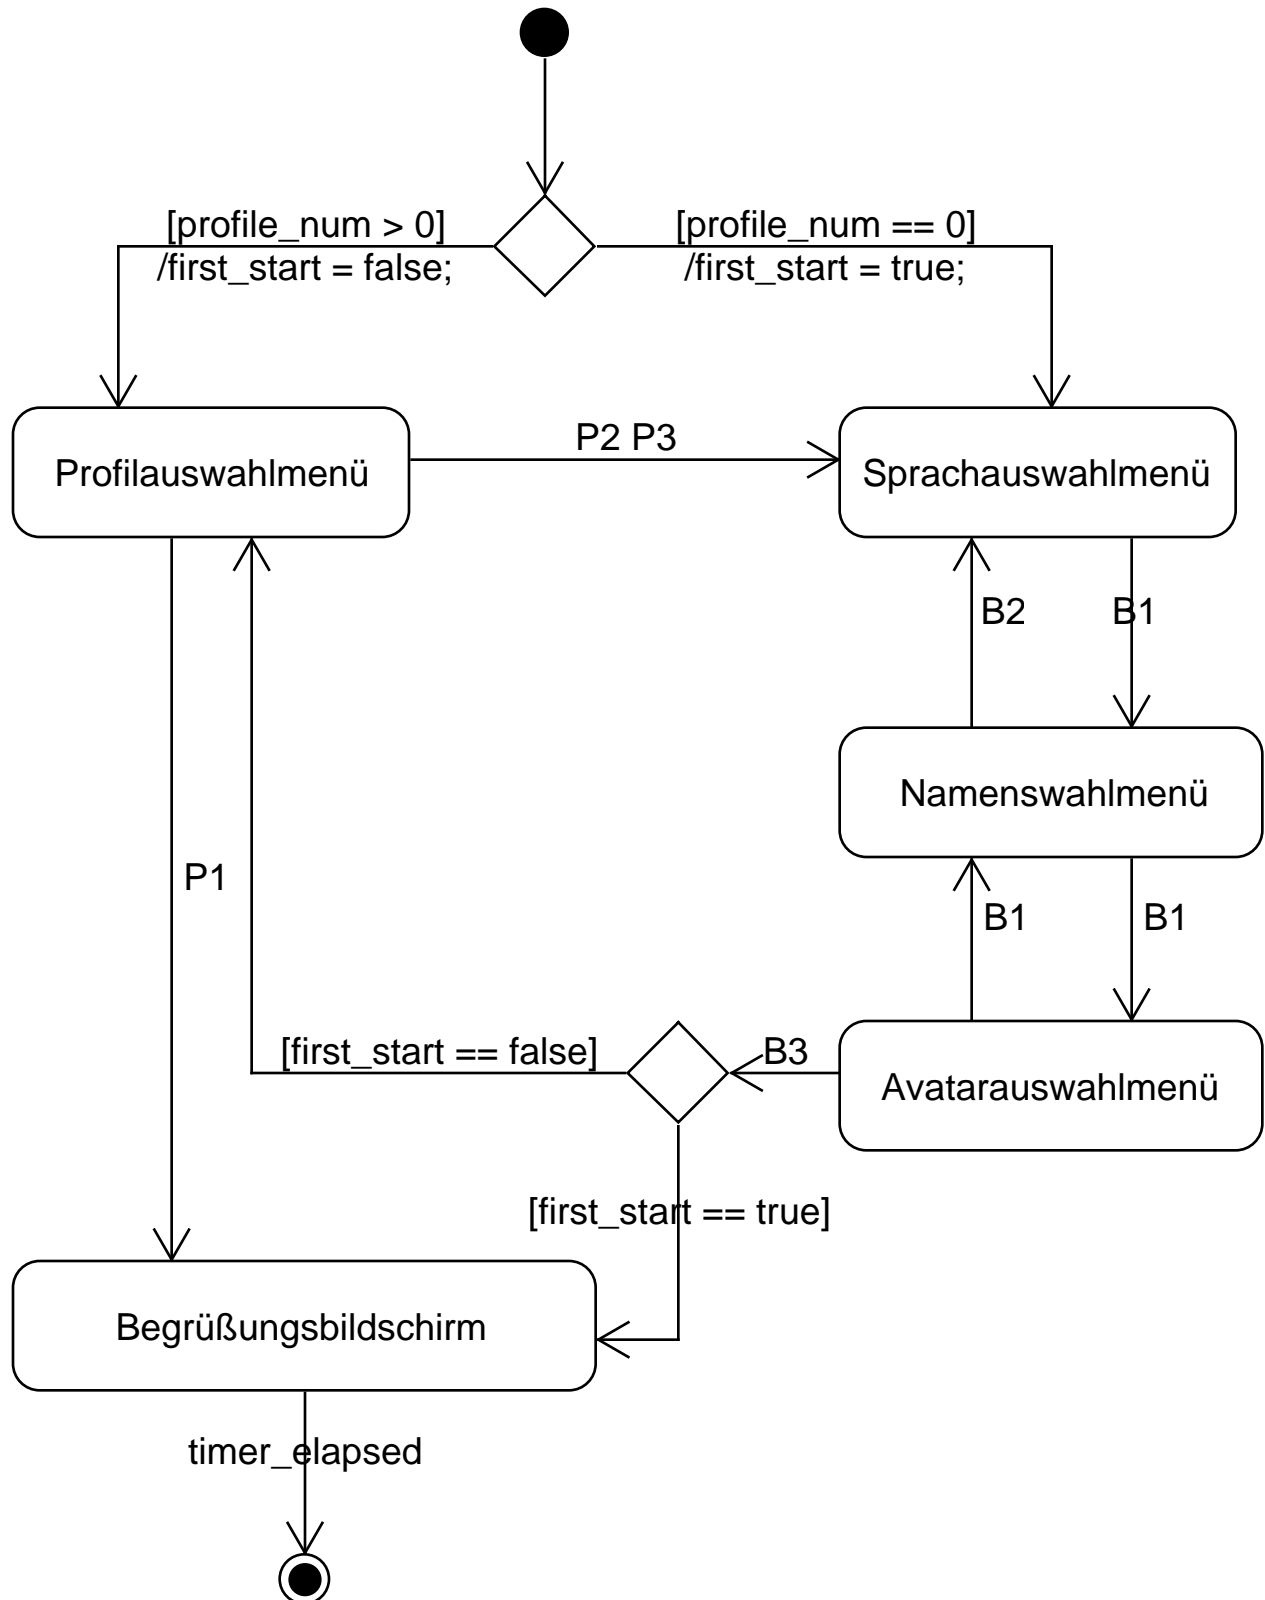 [profile_num > 0]
/first_start = false;
[profile_num == 0]
/first_start = true;
Profilauswahlmenü
P2 P3
Sprachauswahlmenü
B2
B1
Namenswahlmenü
P1
B1
B1
[first_start == false]
B3
Avatarauswahlmenü
[first_start == true]
Begrüßungsbildschirm
timer_elapsed